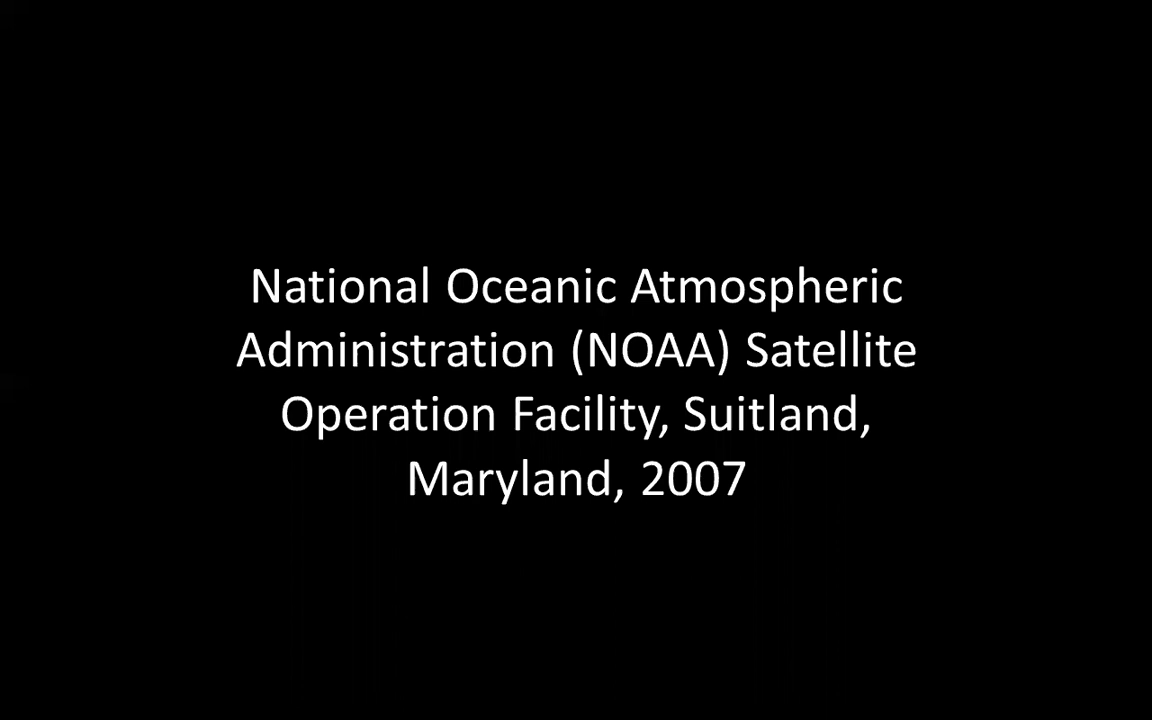 National Oceanic Atmospheric
Administration (NOAA) Satellite
Operation Facility, Suitland,
Maryland, 2007